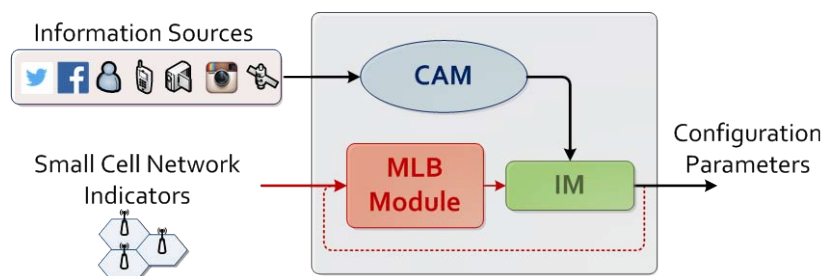 Information Sources
CAM
Small Cell Network
Indicators
MLB
Module
IM
Configuration
Parameters